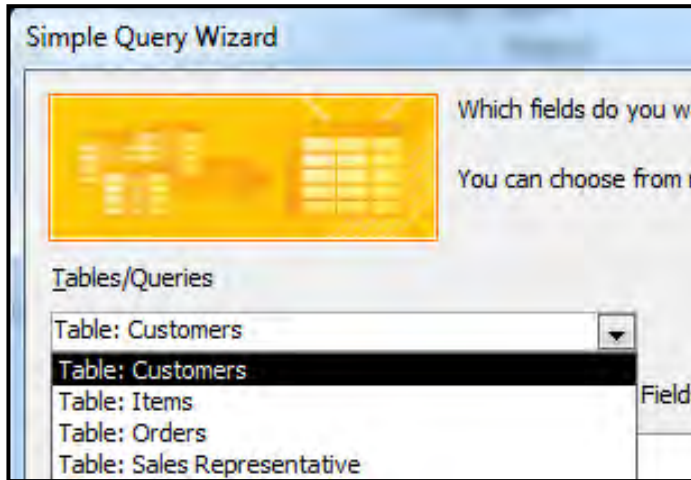 Simple Query Wizard
Which fields do you w
You can choose from
Tables/Queries
Table: Customers
Table: Customers
Table: Items
Field
Table: Orders
Table: Sales Representative